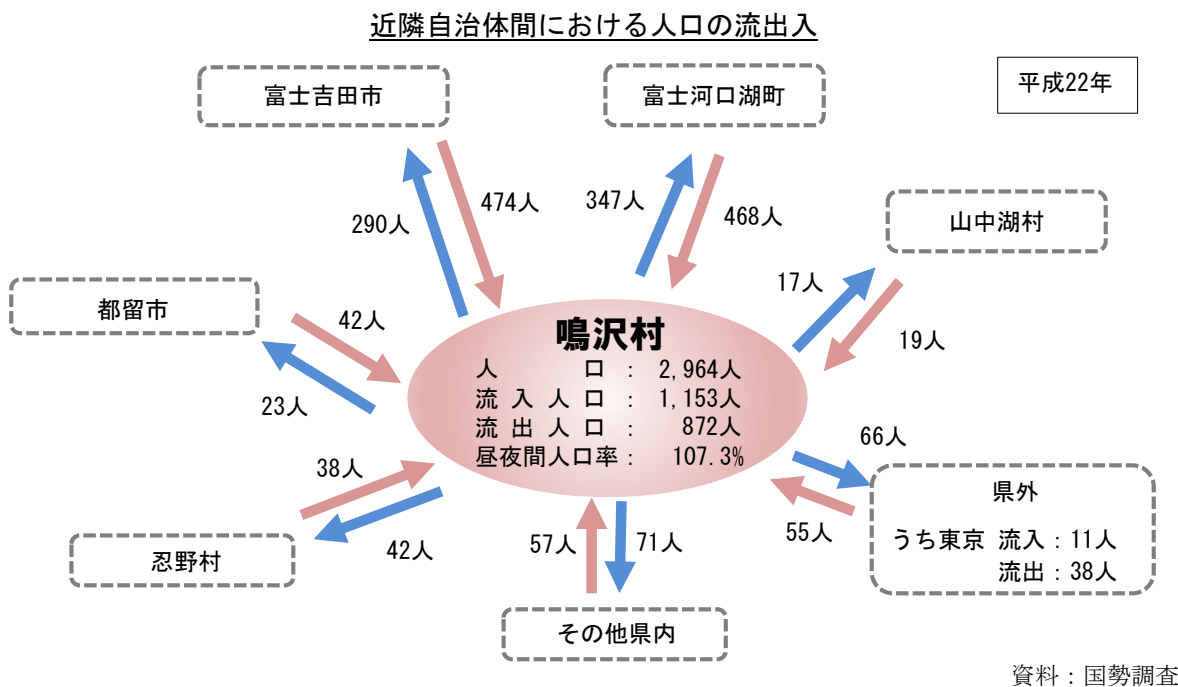 近隣自治体間における人口の流出入
平成22年
富士吉田市
富士河口湖町
山中湖村
都留市
忍野村
その他県内
県外
うち東京 流入：11人
流出：38人
290人
474人
347人
468人
17人
19人
42人
23人
38人
42人
57人
71人
66人
55人
鳴沢村
人口： 2,964人
流入人口： 1,153人
流出人口： 872人
昼夜間人口率： 107.3%
資料：国勢調査